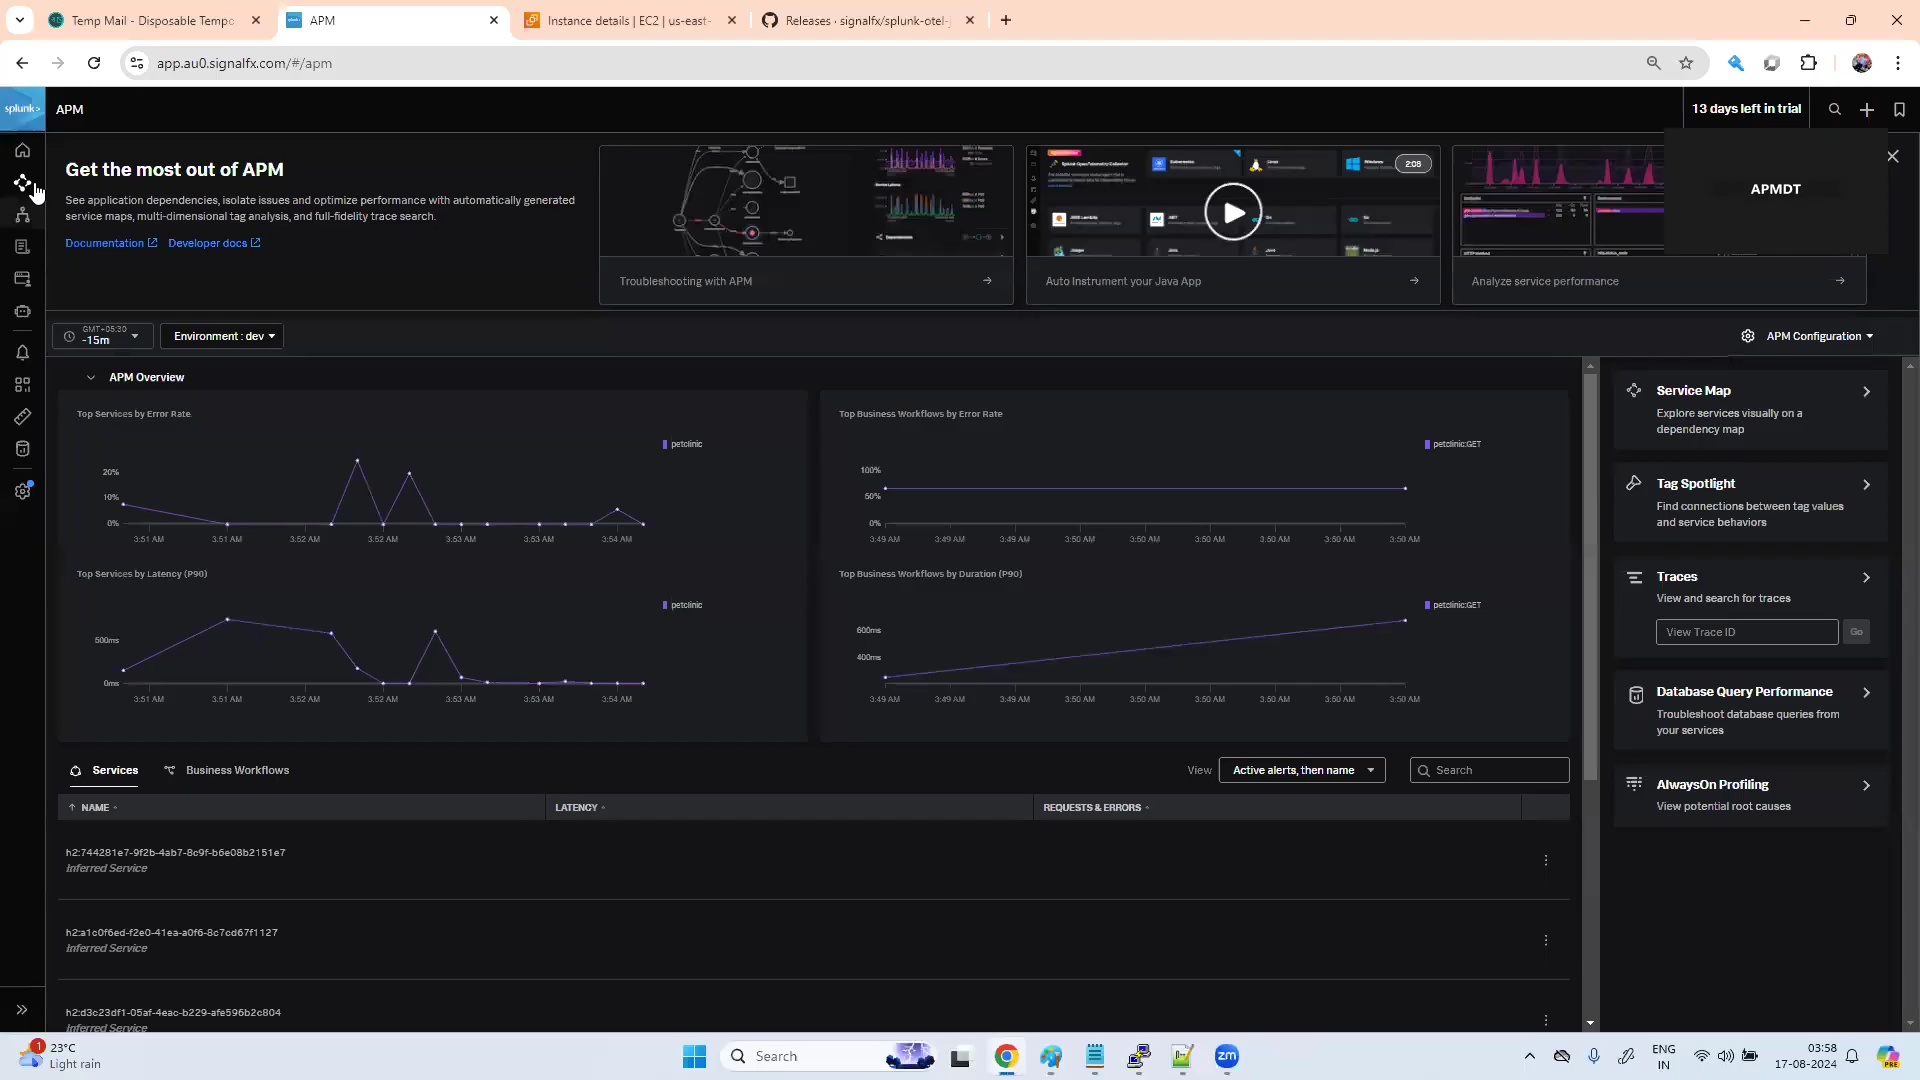 Temp Mail - Disposable Tempo
APM
Instance details | EC2 | us-east-
Releases · signalfx/splunk-otel-j
app.au0.signalfx.com/#/apm
splunk>
APM
13 days left in trial
Get the most out of APM
See application dependencies, isolate issues and optimize performance with automatically generated
service maps, multi-dimensional tag analysis, and full-fidelity trace search.
Documentation
Developer docs
Troubleshooting with APM
2:08
Auto Instrument your Java App
Analyze service performance
APMDT
GMT+05:30
-15m
Environment : dev
APM Configuration
APM Overview
Top Services by Error Rate
petclinic
20%
10%
0%
3:51 AM 3:51 AM 3:52 AM 3:52 AM 3:53 AM 3:53 AM 3:54 AM
Top Business Workflows by Error Rate
petclinic:GET
100%
50%
0%
3:49 AM 3:49 AM 3:49 AM 3:50 AM 3:50 AM 3:50 AM 3:50 AM 3:50 AM 3:50 AM
Top Services by Latency (P90)
petclinic
500ms
0ms
3:51 AM 3:51 AM 3:52 AM 3:52 AM 3:53 AM 3:53 AM 3:54 AM
Top Business Workflows by Duration (P90)
petclinic:GET
600ms
400ms
3:49 AM 3:49 AM 3:49 AM 3:50 AM 3:50 AM 3:50 AM 3:50 AM 3:50 AM 3:50 AM
Service Map
Explore services visually on a
dependency map
Tag Spotlight
Find connections between tag values
and service behaviors
Traces
View and search for traces
View Trace ID
Go
Database Query Performance
Troubleshoot database queries from
your services
AlwaysOn Profiling
View potential root causes
Services
Business Workflows
View
Active alerts, then name
Search
NAME
LATENCY
REQUESTS & ERRORS
h2:744281e7-9f2b-4ab7-8c9f-b6e08b2151e7
Inferred Service
h2:a1c0f6ed-f2e0-41ea-a0f6-8c7cd67f1127
Inferred Service
h2:d3c23df1-05af-4eac-b229-afe596b2c804
Inferred Service
1
23°C
Light rain
Search
zm
ENG
IN
03:58
17-08-2024
PRE